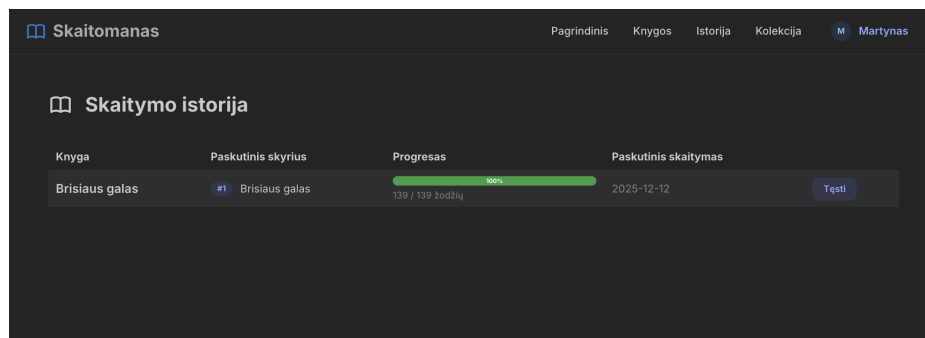 Skaitomanas
Pagrindinis Knygos Istorija Kolekcija M Martynas
Skaitymo istorija
Knyga Paskutinis skyrius Progresas Paskutinis skaitymas
Brisiaus galas #1 Brisiaus galas 100% 2025-12-12 Tęsti
139 / 139 žodžių